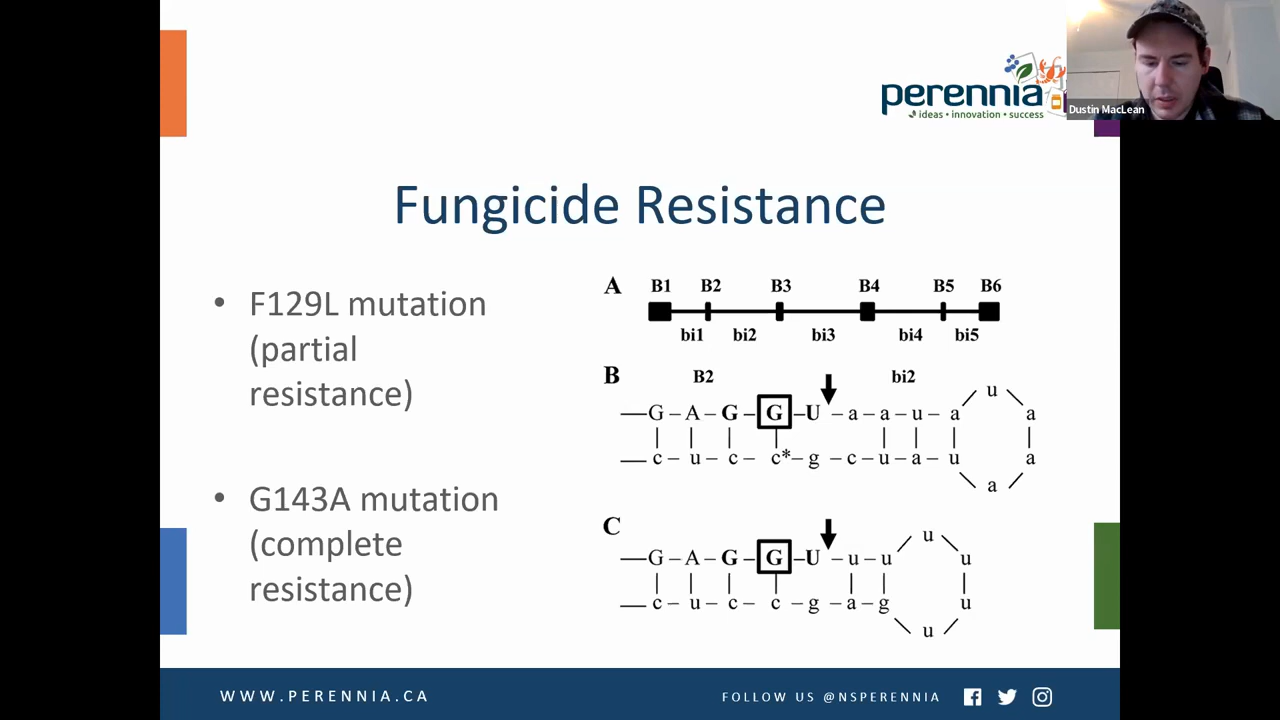 perennia
ideas • innovation • success
Dustin MacLean
Fungicide Resistance
• F129L mutation
(partial
resistance)
• G143A mutation
(complete
resistance)
A B1 B2 B3 B4 B5 B6
bi1 bi2 bi3 bi4 bi5
B B2 bi2
u
G – A – G – G – U – a – a – u – a a
c – u – c – c* – g – c – u – a – u a
a
C
u
G – A – G – G – U – u – u u
c – u – c – c – g – a – g u
u
WWW.PERENNIA.CA
FOLLOW US @NSPERENNIA